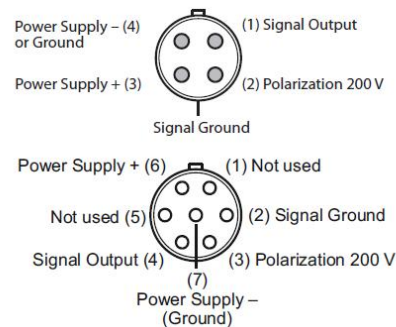 Power Supply – (4)
or Ground
(1) Signal Output
Power Supply + (3)
(2) Polarization 200 V
Signal Ground
Power Supply + (6)
(1) Not used
Not used (5)
(2) Signal Ground
Signal Output (4)
(3) Polarization 200 V
(7)
Power Supply –
(Ground)